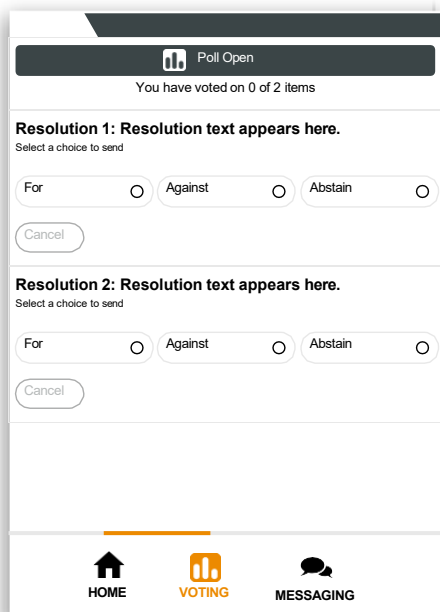 Poll Open
You have voted on 0 of 2 items
Resolution 1: Resolution text appears here.
Select a choice to send
For Against Abstain
Cancel
Resolution 2: Resolution text appears here.
Select a choice to send
For Against Abstain
Cancel
HOME VOTING MESSAGING